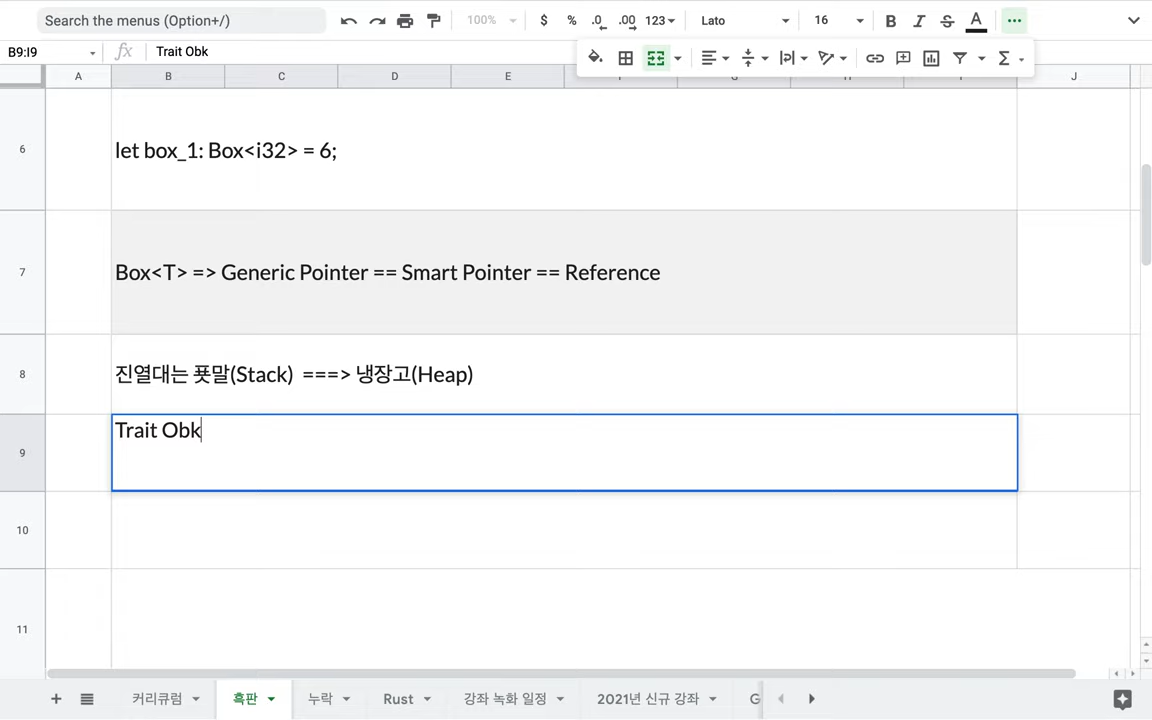 Search the menus (Option+/)
100%
$ % .0 .00 123
Lato
16
B I S A
B9:I9
fx
Trait Obk
A B C D E J
6
let box_1: Box<i32> = 6;
7
Box<T> => Generic Pointer == Smart Pointer == Reference
8
진열대는 푯말(Stack) ===> 냉장고(Heap)
9
Trait Obk
10
11
커리큘럼
흑판
누락
Rust
강좌 녹화 일정
2021년 신규 강좌
G